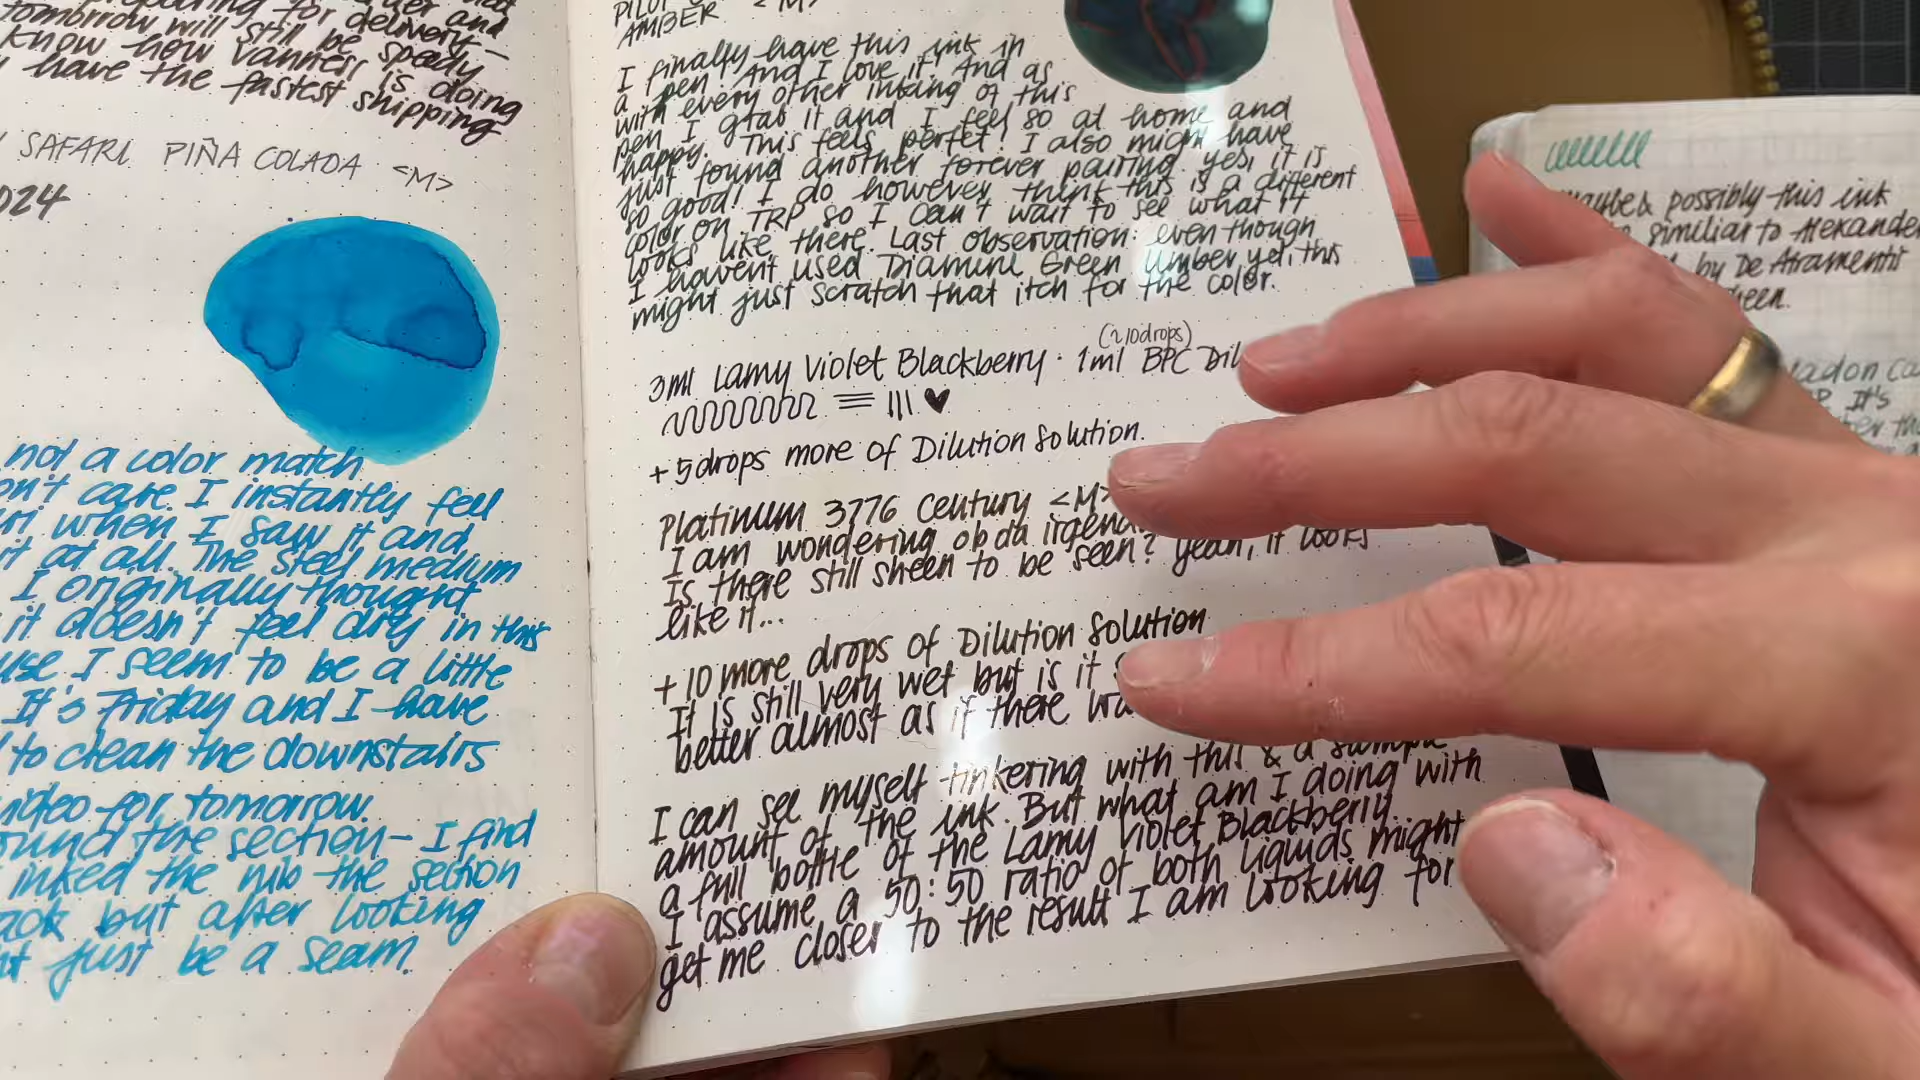 tomorrow will still be
for delivery-
know how vanness speedy
have the fastest is doing
shipping
SAFARI PIÑA COLADA <M>
2024
not a color match
care. I instantly feel
when I saw it and
it at all. The steel medium
I originally thought
it doesn't feel dry in this
I seem to be a little
It's Friday and I have
to clean the downstairs
video for tomorrow.
the section- I find
inked the nib the section
but after looking
just be a seam.
PILOT
AMBER <M>
I finally have this ink in
a pen! And I love it! And as
with every other inking of this
pen I grab it and I feel so at home and
happy. This feels perfet! I also might have
just found another forever pairing. yes, it is
so good! I do however think this is a different
color on TRP so I can't wait to see what it
looks like there. Last observation: even though
I haven't used Diamine Green Umber yet, this
might just scratch that itch for the color.
(~10drops)
3ml Lamy Violet Blackberry · 1ml BPC
+ 5drops more of Dilution Solution.
Platinum 3776 Century <M>
I am wondering ob da
Is there still sheen to be seen? Yeah, it looks
like it...
+ 10 more drops of Dilution Solution
It is still very wet but is it
better almost as if there
I can see myself tinkering with this & a sample
amount of the ink. But what am I doing with
a full bottle of the Lamy Violet Blackberry.
I assume a 50:50 ratio of both liquids might
get me closer to the result I am looking for
possibly this ink
similiar to Alexander
by De Atramentis
It's